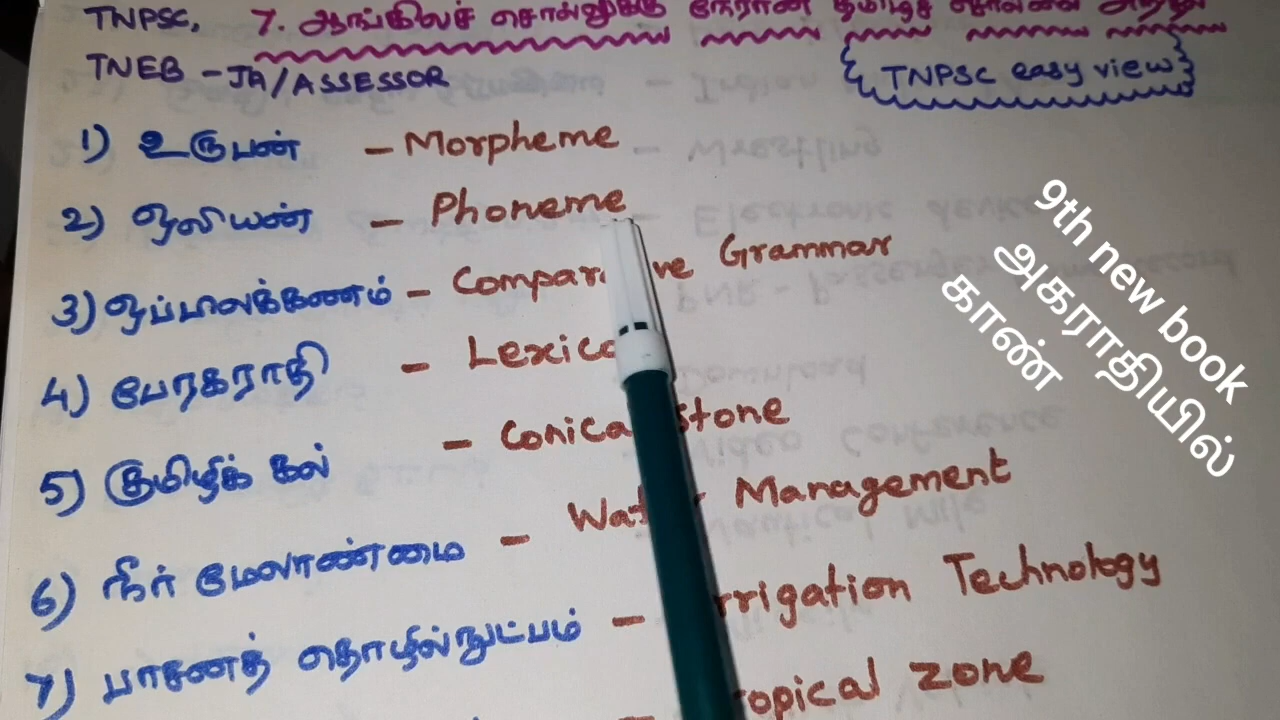 TNPSC, 7. ஆங்கிலச் சொல்லுக்கு நேரான தமிழ்ச்
TNEB - JA/ASSESSOR
TNPSC easy view
1) உருபன் - Morpheme
2) ஒலியன் - Phoneme
3) ஒப்பிலக்கணம் - Compar ve Grammar
4) பேரகராதி - Lexico
5) குமிழிக் கல் - Conica stone
6) நீர் மேலாண்மை - Wat r Management
7) பாசனத் தொழில்நுட்பம் - rrigation Technology
- opical zone
9th new book
அகராதியில்
காண்